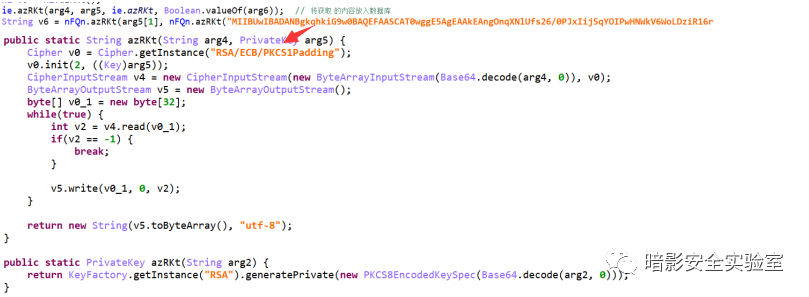 ie.azRkt(arg4, arg5, ie.azRkt, Boolean.valueOf(arg6));  // 将获取 的内容放入数据库
String v6 = nFQn.azRkt(arg5[1], nFQn.azRkt("MIIBUwIBADANBgkqhkiG9w0BAQEFAASCAT0wggE5AgEAAkEAngOnqXNlUfs26/0PJxIij5qYOIPwHNWkV6WoLDziR16r
public static String azRKt(String arg4, PrivateKey arg5) {
Cipher v0 = Cipher.getInstance("RSA/ECB/PKCS1Padding");
v0.init(2, ((Key)arg5));
CipherInputStream v4 = new CipherInputStream(new ByteArrayInputStream(Base64.decode(arg4, 0)), v0);
ByteArrayOutputStream v5 = new ByteArrayOutputStream();
byte[] v0_1 = new byte[32];
while(true) {
int v2 = v4.read(v0_1);
if(v2 == -1) {
break;
}
v5.write(v0_1, 0, v2);
}
return new String(v5.toByteArray(), "utf-8");
}
public static PrivateKey azRKt(String arg2) {
return KeyFactory.getInstance("RSA").generatePrivate(new PKCS8EncodedKeySpec(Base64.decode(arg2, 0)));
}
暗影安全实验室